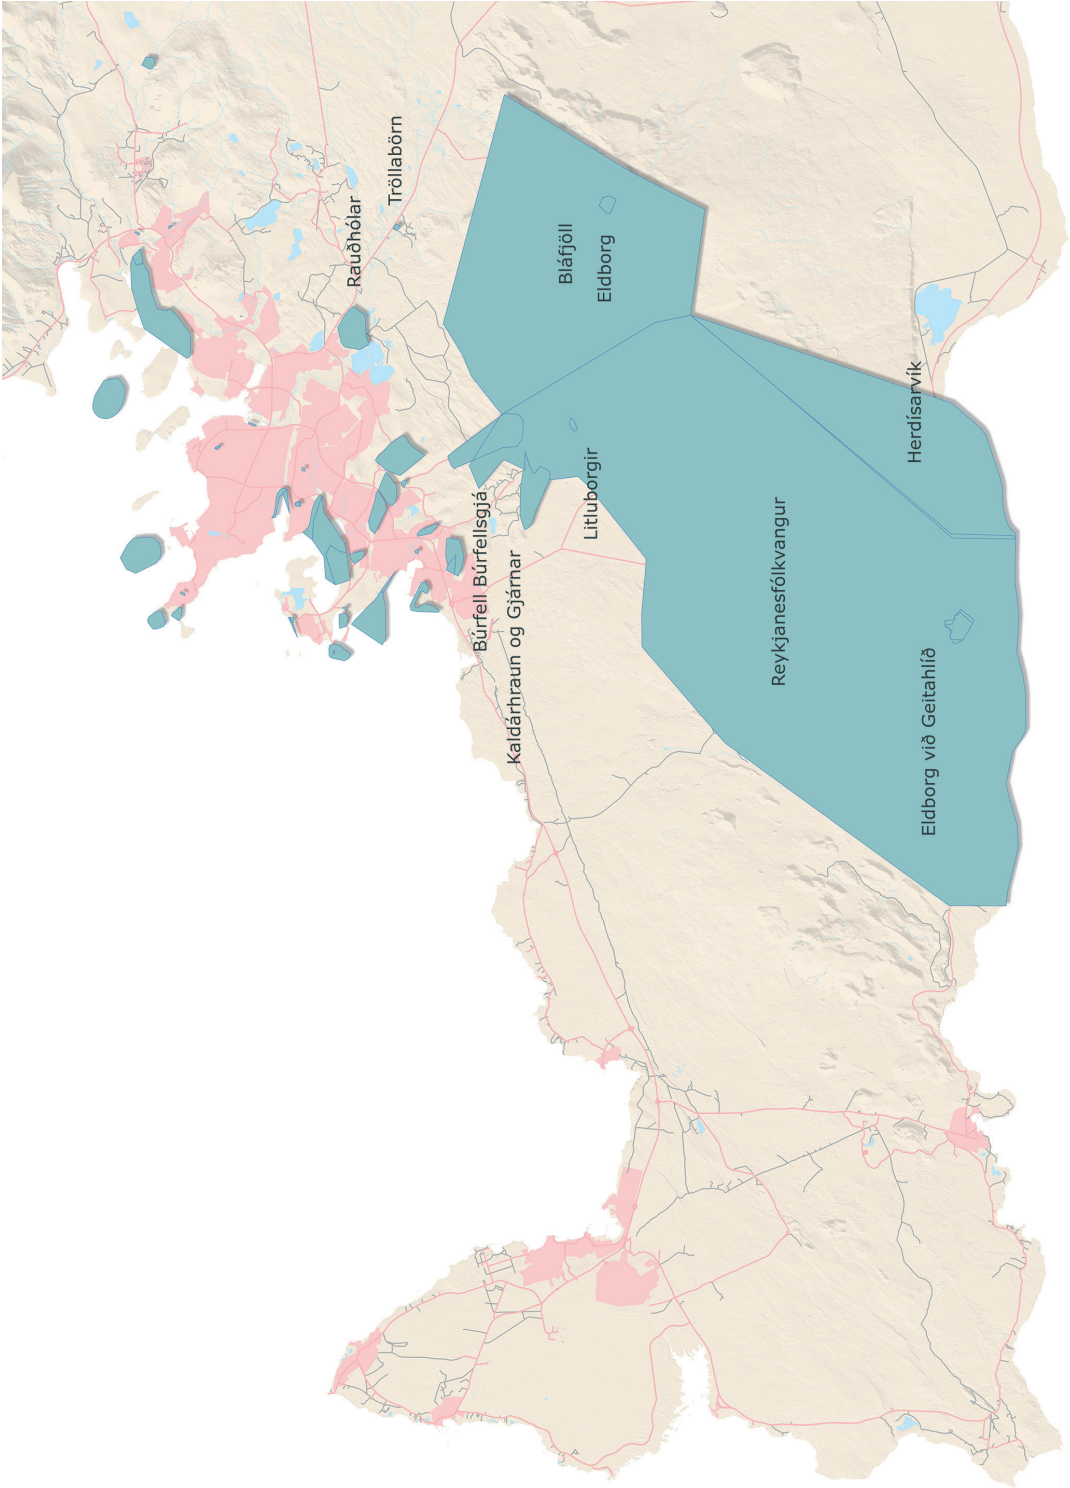 Tröllabörn
Rauðhólar
Bláfjöll
Eldborg
Herdísarvík
Litluborgir
Búrfell Búrfellsgjá
Kaldárhraun og Gjárnar
Reykjanesfólkvangur
Eldborg við Geitahlíð